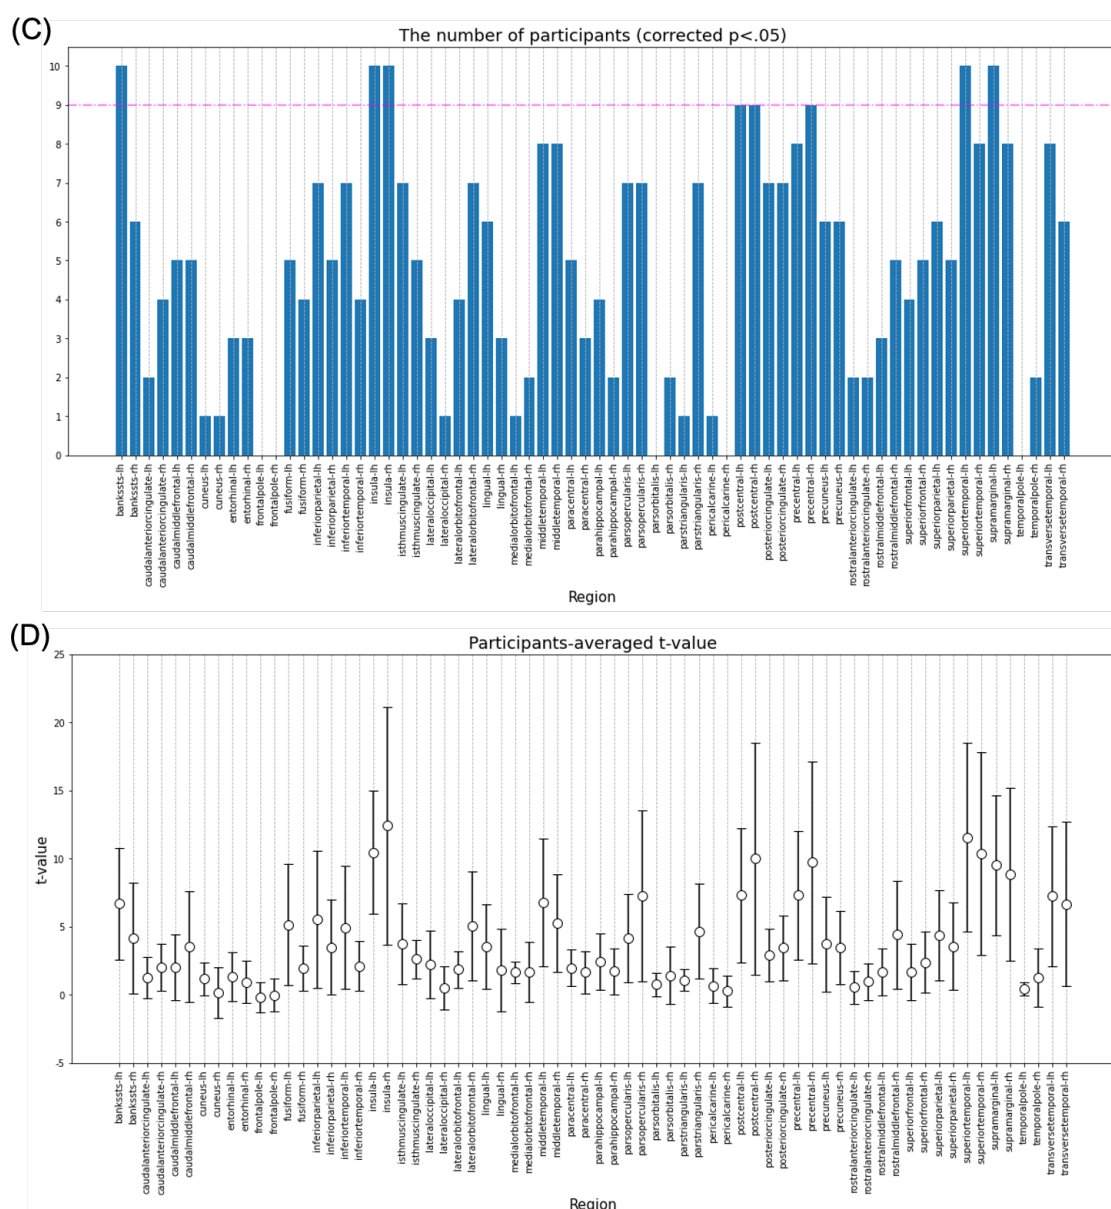 (C)
The number of participants (corrected p<.05)
10
9
8
7
6
5
4
3
2
1
0
bankssts-lh
bankssts-rh
caudalanteriorcingulate-lh
caudalanteriorcingulate-rh
caudalmiddlefrontal-lh
caudalmiddlefrontal-rh
cuneus-lh
cuneus-rh
entorhinal-lh
entorhinal-rh
frontalpole-lh
frontalpole-rh
fusiform-lh
fusiform-rh
inferiorparietal-lh
inferiorparietal-rh
inferiortemporal-lh
inferiortemporal-rh
insula-lh
insula-rh
isthmuscingulate-lh
isthmuscingulate-rh
lateraloccipital-lh
lateraloccipital-rh
lateralorbitofrontal-lh
lateralorbitofrontal-rh
lingual-lh
lingual-rh
medialorbitofrontal-lh
medialorbitofrontal-rh
middletemporal-lh
middletemporal-rh
paracentral-lh
paracentral-rh
parahippocampal-lh
parahippocampal-rh
parsopercularis-lh
parsopercularis-rh
parsorbitalis-lh
parsorbitalis-rh
parstriangularis-lh
parstriangularis-rh
pericalcarine-lh
pericalcarine-rh
postcentral-lh
postcentral-rh
posteriorcingulate-lh
posteriorcingulate-rh
precentral-lh
precentral-rh
precuneus-lh
precuneus-rh
rostralanteriorcingulate-lh
rostralanteriorcingulate-rh
rostralmiddlefrontal-lh
rostralmiddlefrontal-rh
superiorfrontal-lh
superiorfrontal-rh
superiorparietal-lh
superiorparietal-rh
superiortemporal-lh
superiortemporal-rh
supramarginal-lh
supramarginal-rh
temporalpole-lh
temporalpole-rh
transversetemporal-lh
transversetemporal-rh
Region
(D)
Participants-averaged t-value
t-value
25
20
15
10
5
0
-5
bankssts-lh
bankssts-rh
caudalanteriorcingulate-lh
caudalanteriorcingulate-rh
caudalmiddlefrontal-lh
caudalmiddlefrontal-rh
cuneus-lh
cuneus-rh
entorhinal-lh
entorhinal-rh
frontalpole-lh
frontalpole-rh
fusiform-lh
fusiform-rh
inferiorparietal-lh
inferiorparietal-rh
inferiortemporal-lh
inferiortemporal-rh
insula-lh
insula-rh
isthmuscingulate-lh
isthmuscingulate-rh
lateraloccipital-lh
lateraloccipital-rh
lateralorbitofrontal-lh
lateralorbitofrontal-rh
lingual-lh
lingual-rh
medialorbitofrontal-lh
medialorbitofrontal-rh
middletemporal-lh
middletemporal-rh
paracentral-lh
paracentral-rh
parahippocampal-lh
parahippocampal-rh
parsopercularis-lh
parsopercularis-rh
parsorbitalis-lh
parsorbitalis-rh
parstriangularis-lh
parstriangularis-rh
pericalcarine-lh
pericalcarine-rh
postcentral-lh
postcentral-rh
posteriorcingulate-lh
posteriorcingulate-rh
precentral-lh
precentral-rh
precuneus-lh
precuneus-rh
rostralanteriorcingulate-lh
rostralanteriorcingulate-rh
rostralmiddlefrontal-lh
rostralmiddlefrontal-rh
superiorfrontal-lh
superiorfrontal-rh
superiorparietal-lh
superiorparietal-rh
superiortemporal-lh
superiortemporal-rh
supramarginal-lh
supramarginal-rh
temporalpole-lh
temporalpole-rh
transversetemporal-lh
transversetemporal-rh
Region